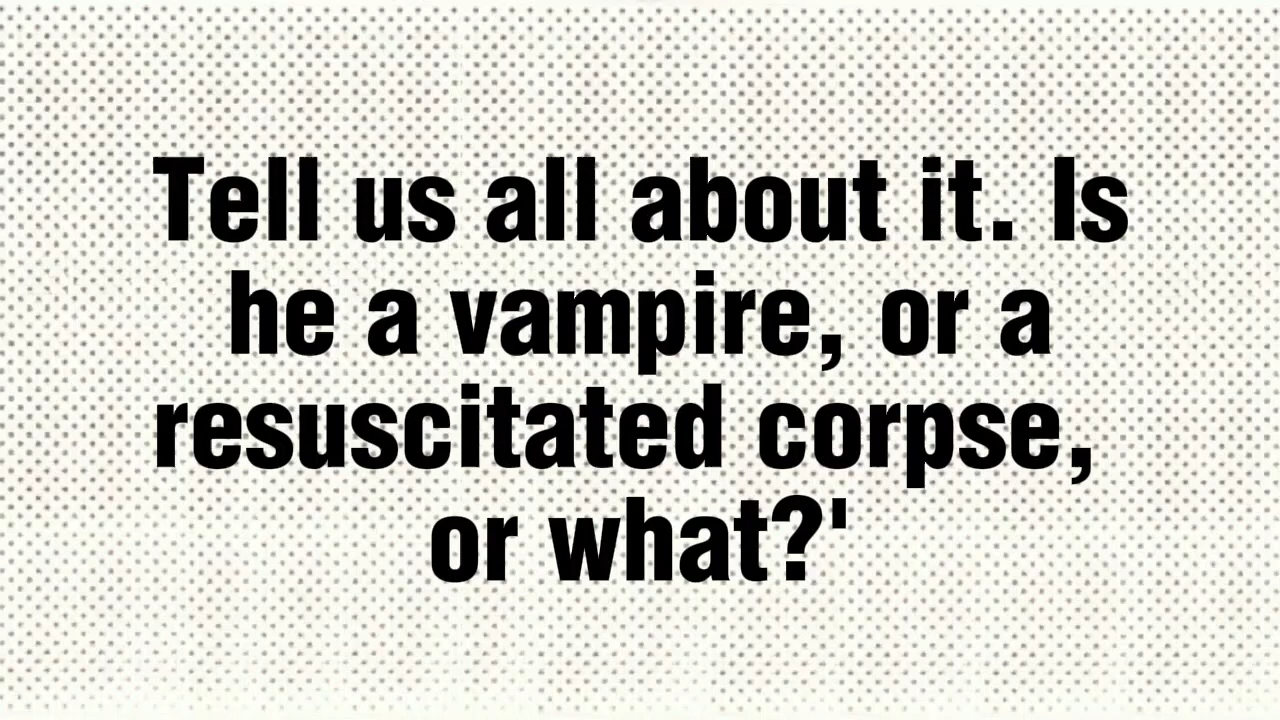 Tell us all about it. Is
he a vampire, or a
resuscitated corpse,
or what?'